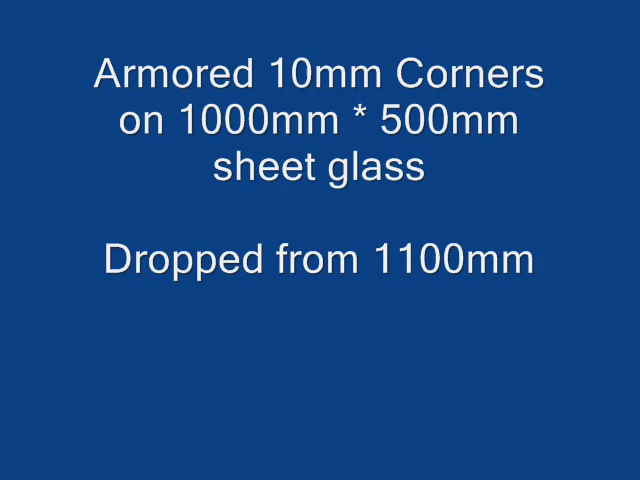 Armored 10mm Corners
on 1000mm * 500mm
sheet glass
Dropped from 1100mm